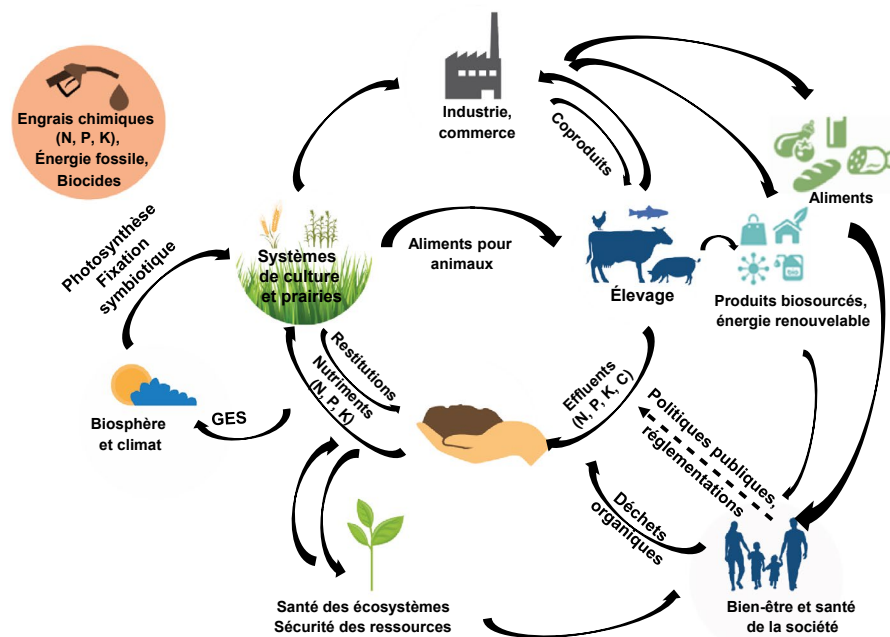 Engrais chimiques
(N, P, K),
Énergie fossile,
Biocides
Industrie,
commerce
Coproduits
Aliments
Photosynthèse
Fixation
symbiotique
Systèmes
de culture
et prairies
Aliments pour
animaux
Élevage
bio
Produits biosourcés,
énergie renouvelable
Restitutions
Nutriments
(N, P, K)
Effluents
(N, P, K, C)
Politiques publiques,
réglementations
Biosphère
et climat
GES
Déchets
organiques
Santé des écosystèmes
Sécurité des ressources
Bien-être et santé
de la société